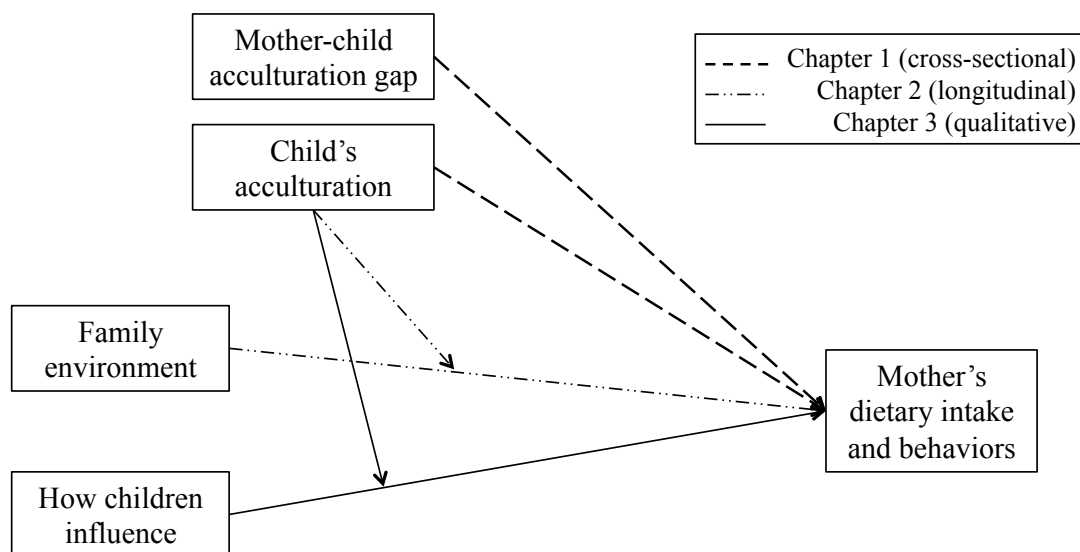 Mother-child
acculturation gap
Chapter 1 (cross-sectional)
Chapter 2 (longitudinal)
Chapter 3 (qualitative)
Child’s
acculturation
Family
environment
Mother’s
dietary intake
and behaviors
How children
influence